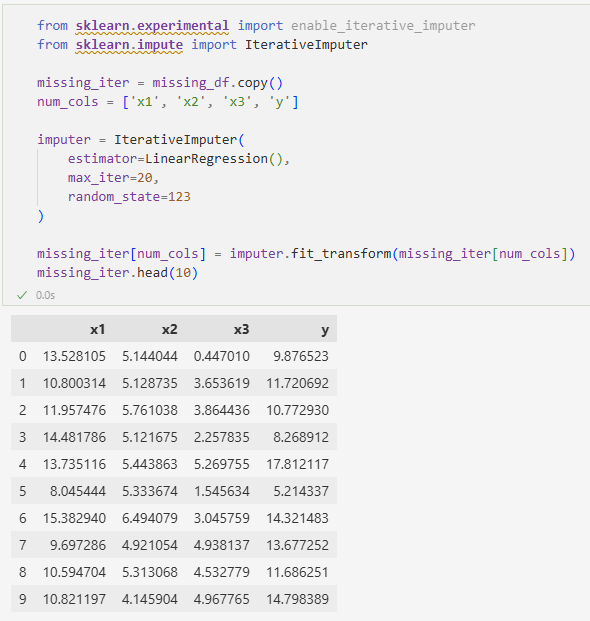 from sklearn.experimental import enable_iterative_imputer
from sklearn.impute import IterativeImputer
missing_iter = missing_df.copy()
num_cols = ['x1', 'x2', 'x3', 'y']
imputer = IterativeImputer(
    estimator=LinearRegression(),
    max_iter=20,
    random_state=123
)
missing_iter[num_cols] = imputer.fit_transform(missing_iter[num_cols])
missing_iter.head(10)
✓ 0.0s
x1 x2 x3 y
0 13.528105 5.144044 0.447010 9.876523
1 10.800314 5.128735 3.653619 11.720692
2 11.957476 5.761038 3.864436 10.772930
3 14.481786 5.121675 2.257835 8.268912
4 13.735116 5.443863 5.269755 17.812117
5 8.045444 5.333674 1.545634 5.214337
6 15.382940 6.494079 3.045759 14.321483
7 9.697286 4.921054 4.938137 13.677252
8 10.594704 5.313068 4.532779 11.686251
9 10.821197 4.145904 4.967765 14.798389